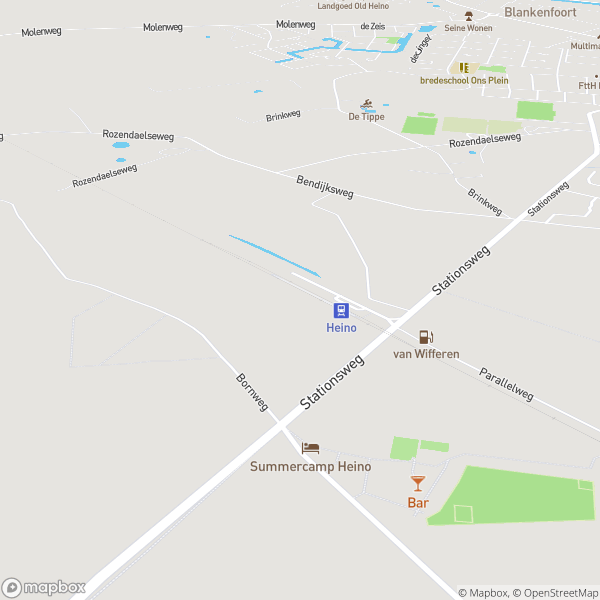 Landgoed Old Heino
Blankenfoort
Molenweg
Molenweg
Molenweg
de Zeis
Seine Wonen
Multima
bredeschool Ons Plein
FttH
De Tippe
Brinkweg
Rozendaelseweg
Rozendaelseweg
Rozendaelseweg
Bendijksweg
Brinkweg
Stationsweg
Stationsweg
Heino
van Wifferen
Stationsweg
Parallelweg
Bornweg
Summercamp Heino
Bar
mapbox
© Mapbox, © OpenStreetMap